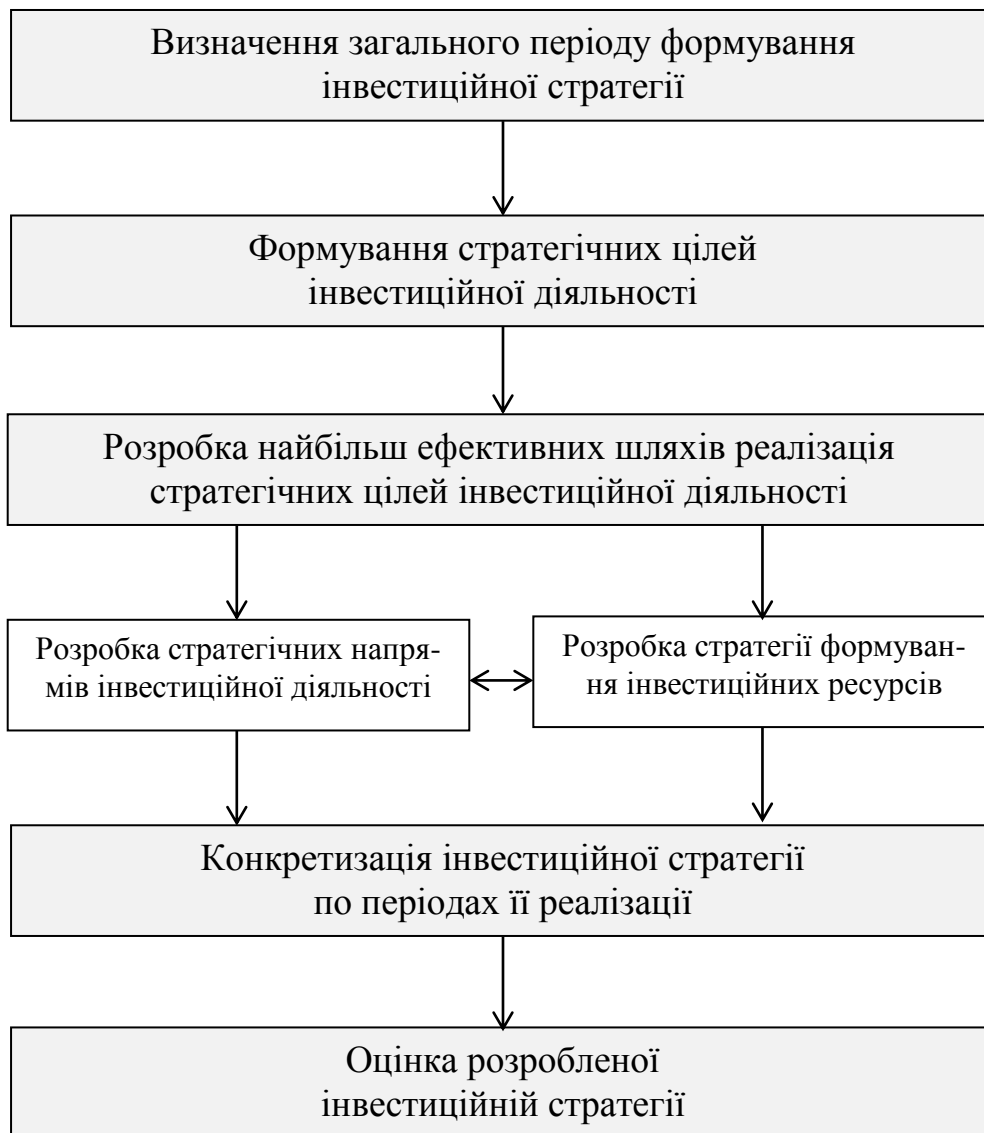 Визначення загального періоду формування
інвестиційної стратегії
Формування стратегічних цілей
інвестиційної діяльності
Розробка найбільш ефективних шляхів реалізація
стратегічних цілей інвестиційної діяльності
Розробка стратегічних напря-
мів інвестиційної діяльності
Розробка стратегії формуван-
ня інвестиційних ресурсів
Конкретизація інвестиційної стратегії
по періодах її реалізації
Оцінка розробленої
інвестиційній стратегії